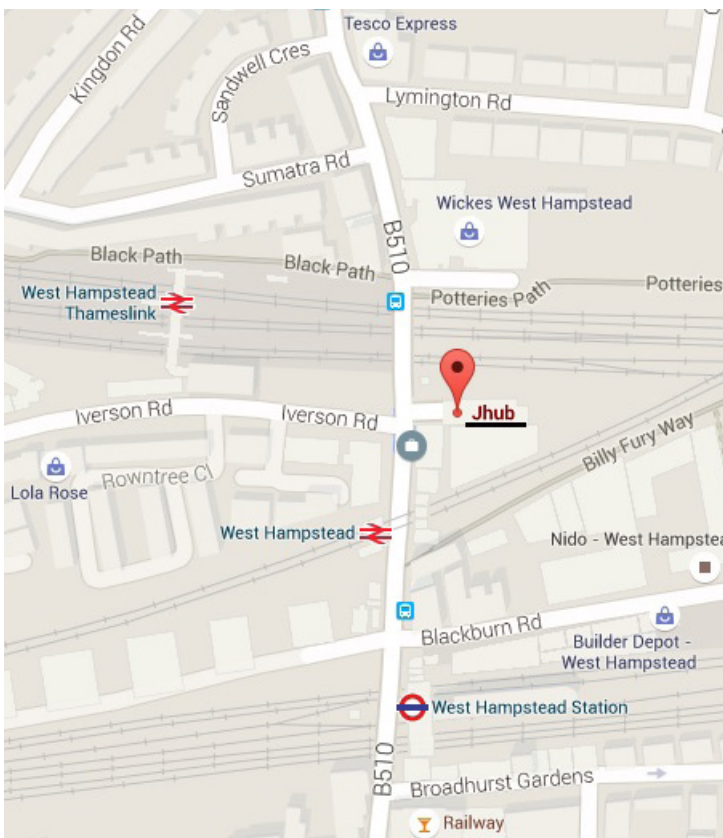 Tesco Express
Kingdon Rd
Sandwell Cres
Lymington Rd
Sumatra Rd
Wickes West Hampstead
B510
Black Path
Black Path
Potteries Path
Potteries
West Hampstead
Thameslink
Jhub
Iverson Rd
Iverson Rd
Billy Fury Way
Lola Rose
Rowntree Cl
West Hampstead
Nido - West Hampstea
Blackburn Rd
Builder Depot -
West Hampstead
West Hampstead Station
B510
Broadhurst Gardens
Railway